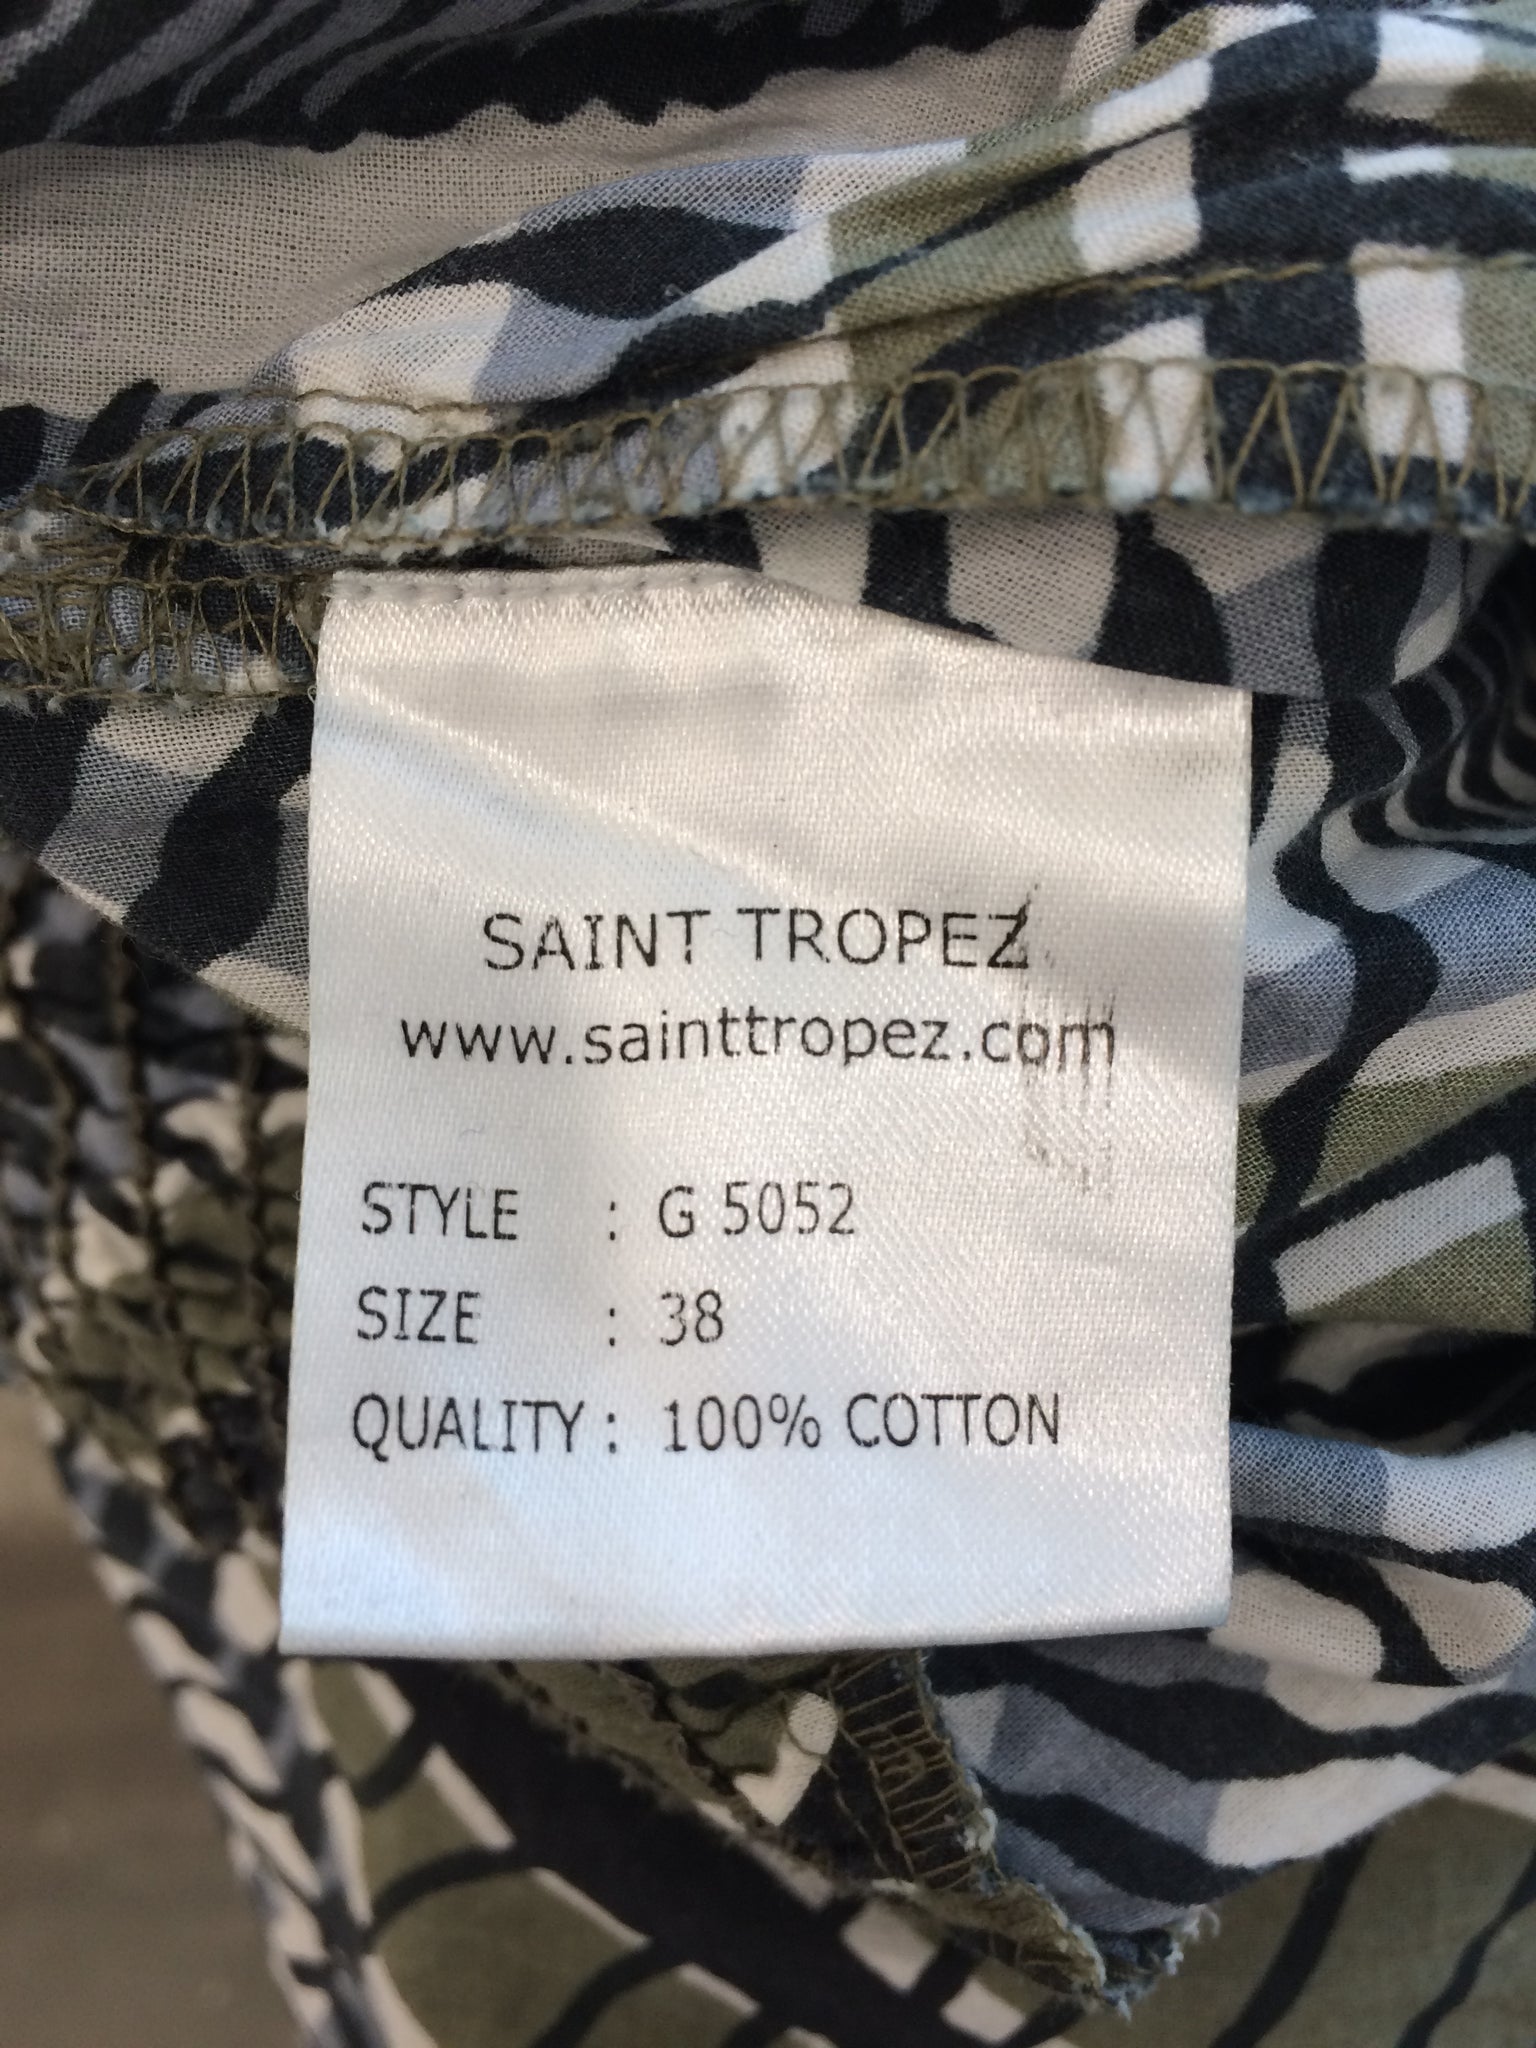 SAINT TROPEZ
www.sainttropez.com
STYLE : G 5052
SIZE : 38
QUALITY : 100% COTTON